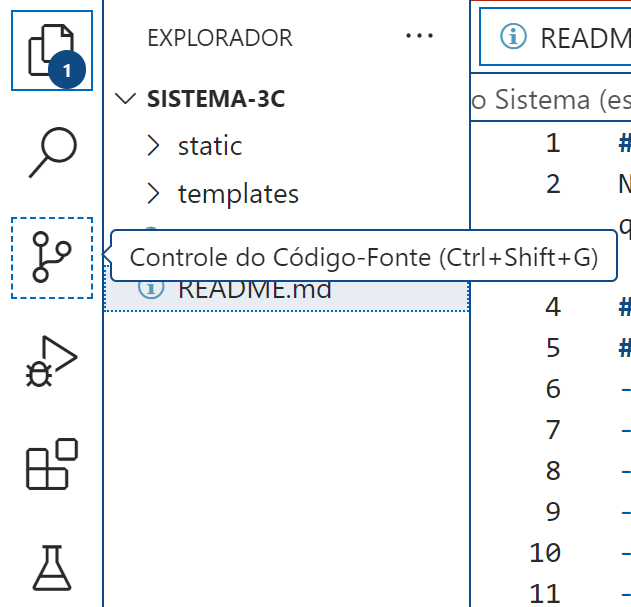 1
EXPLORADOR ...
README
SISTEMA-3C
static
templates
Controle do Código-Fonte (Ctrl+Shift+G)
README.md
o Sistema (es
1 #
2 N
q
4 #
5 #
6 -
7 -
8 -
9 -
10 -
11 -